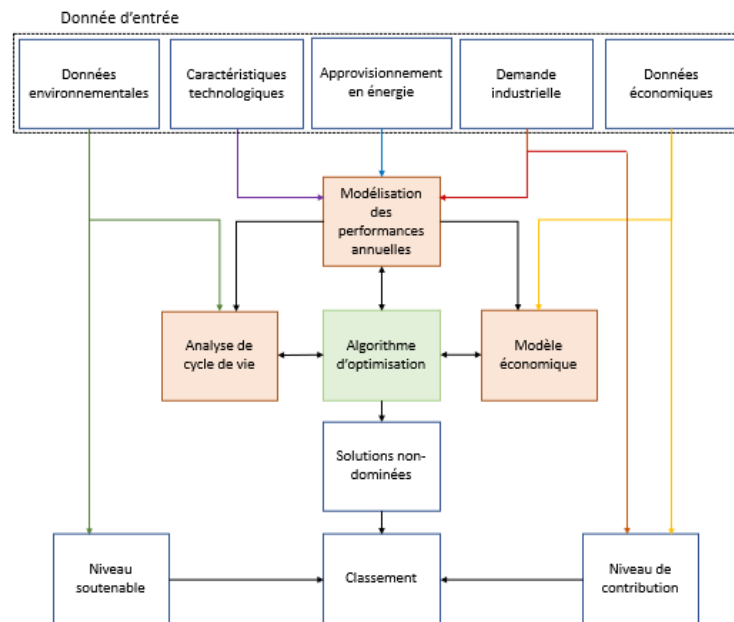 Donnée d'entrée
Données
environnementales
Caractéristiques
technologiques
Approvisionnement
en énergie
Demande
industrielle
Données
économiques
Modélisation
des
performances
annuelles
Analyse de
cycle de vie
Algorithme
d'optimisation
Modèle
économique
Solutions non-
dominées
Niveau
soutenable
Classement
Niveau de
contribution